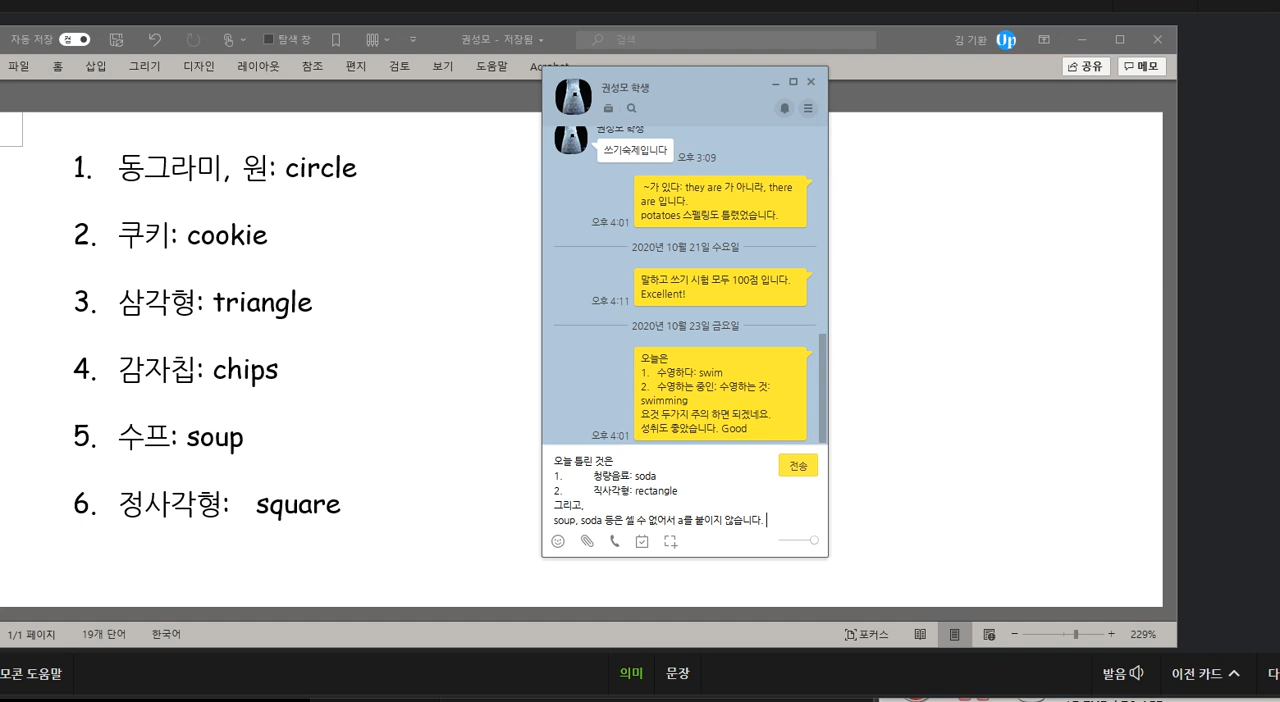 자동 저장 컴 탐색 창 권성모 - 저장됨 검색 김 기환 Up
파일 홈 삽입 그리기 디자인 레이아웃 참조 편지 검토 보기 도움말 공유 메모
1. 동그라미, 원: circle
2. 쿠키: cookie
3. 삼각형: triangle
4. 감자칩: chips
5. 수프: soup
6. 정사각형: square
권성모 학생
권성모 학생
쓰기숙제입니다
오후 3:09
~가 있다: they are 가 아니라, there
are 입니다.
potatoes 스펠링도 틀렸었습니다.
오후 4:01
2020년 10월 21일 수요일
말하고 쓰기 시험 모두 100점 입니다.
Excellent!
오후 4:11
2020년 10월 23일 금요일
오늘은
1. 수영하다: swim
2. 수영하는 중인; 수영하는 것:
swimming
요것 두가지 주의 하면 되겠네요.
성취도 좋았습니다. Good
오후 4:01
오늘 틀린 것은
1. 청량음료: soda
2. 직사각형: rectangle
그리고,
soup, soda 등은 셀 수 없어서 a를 붙이지 않습니다.
전송
1/1 페이지 19개 단어 한국어 포커스 229%
모콘 도움말 의미 문장 발음 이전 카드 다